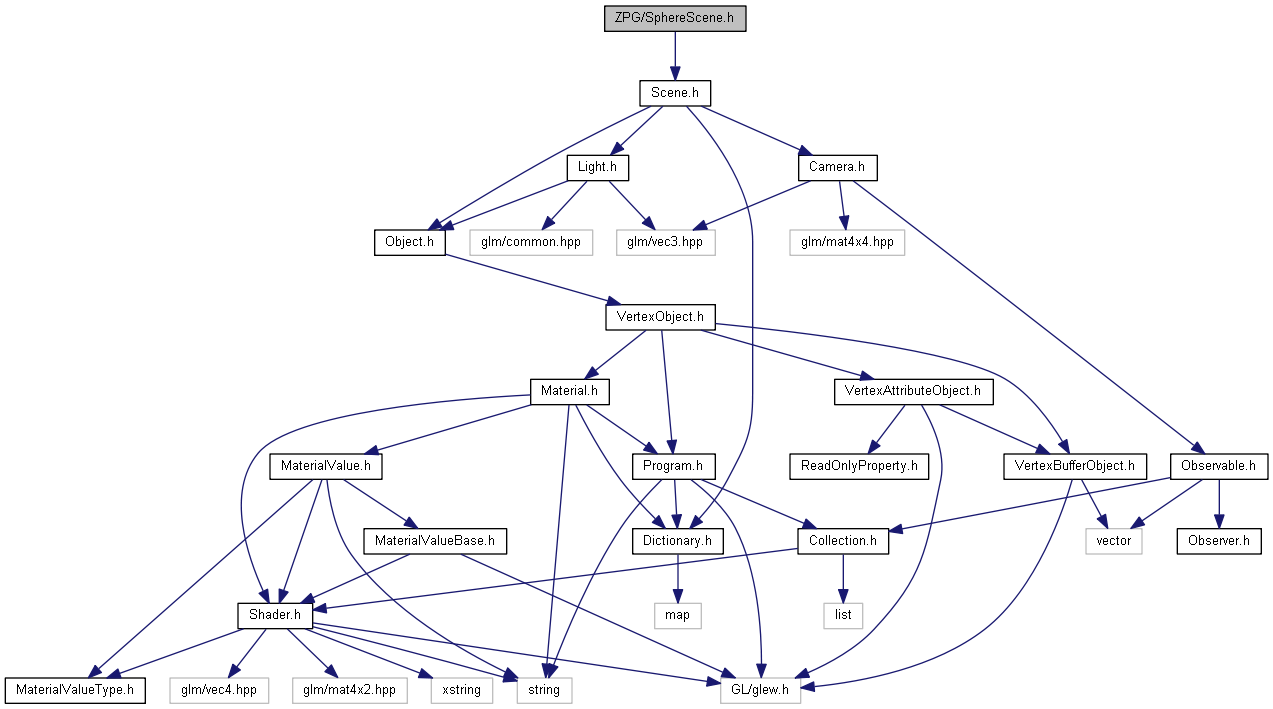 ZPG/SphereScene.h
Scene.h
Light.h
Camera.h
Object.h
glm/common.hpp
glm/vec3.hpp
glm/mat4x4.hpp
VertexObject.h
Material.h
VertexAttributeObject.h
MaterialValue.h
Program.h
ReadOnlyProperty.h
VertexBufferObject.h
Observable.h
MaterialValueBase.h
Dictionary.h
Collection.h
vector
Observer.h
Shader.h
map
list
MaterialValueType.h
glm/vec4.hpp
glm/mat4x2.hpp
xstring
string
GL/glew.h